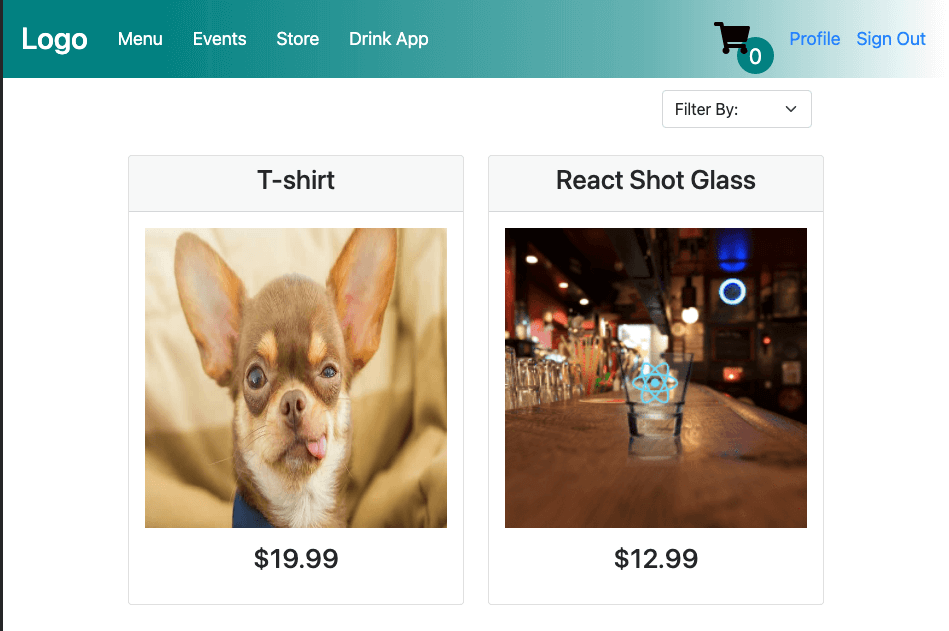 Logo Menu Events Store Drink App 0 Profile Sign Out
Filter By:
T-shirt
React Shot Glass
$19.99
$12.99